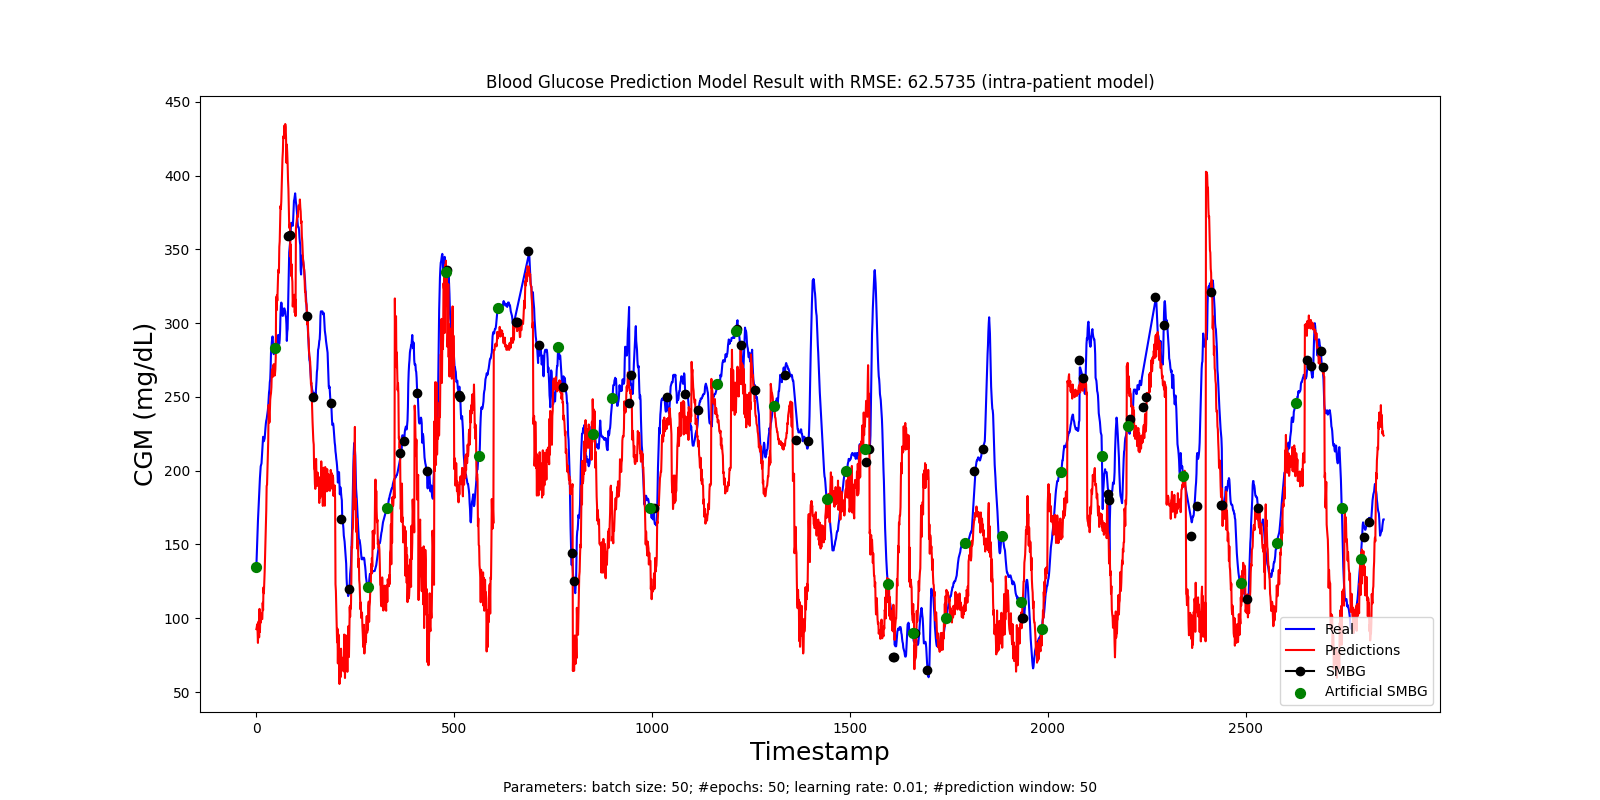 Blood Glucose Prediction Model Result with RMSE: 62.5735 (intra-patient model)
450
400
350
300
250
200
150
100
50
CGM (mg/dL)
Real
Predictions
SMBG
Artificial SMBG
0 500 1000 1500 2000 2500
Timestamp
Parameters: batch size: 50; #epochs: 50; learning rate: 0.01; #prediction window: 50